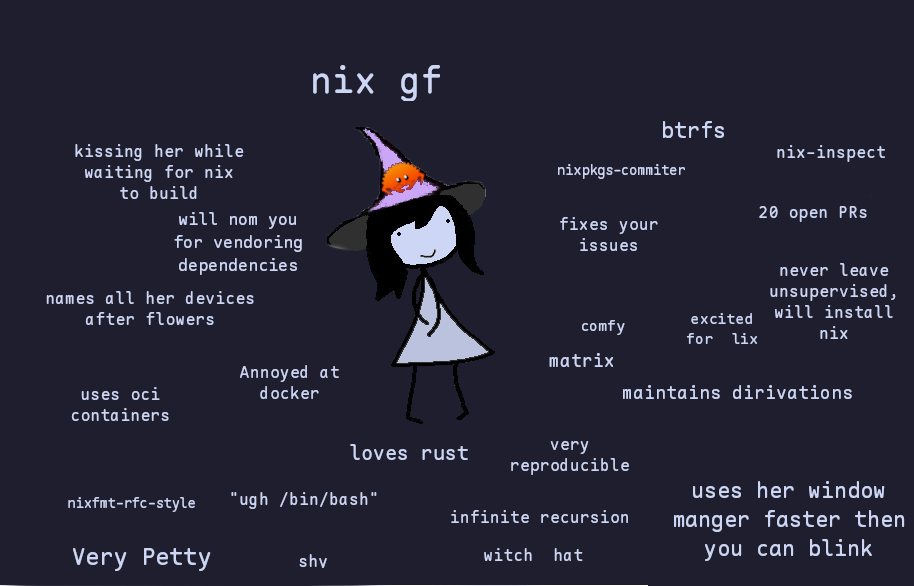 nix gf
kissing her while
waiting for nix
to build
will nom you
for vendoring
dependencies
names all her devices
after flowers
Annoyed at
docker
uses oci
containers
loves rust
nixfmt-rfc-style
"ugh /bin/bash"
Very Petty
shv
btrfs
nixpkgs-commiter
nix-inspect
fixes your
issues
20 open PRs
never leave
unsupervised,
will install
nix
comfy
excited
for lix
matrix
maintains dirivations
very
reproducible
infinite recursion
witch hat
uses her window
manger faster then
you can blink